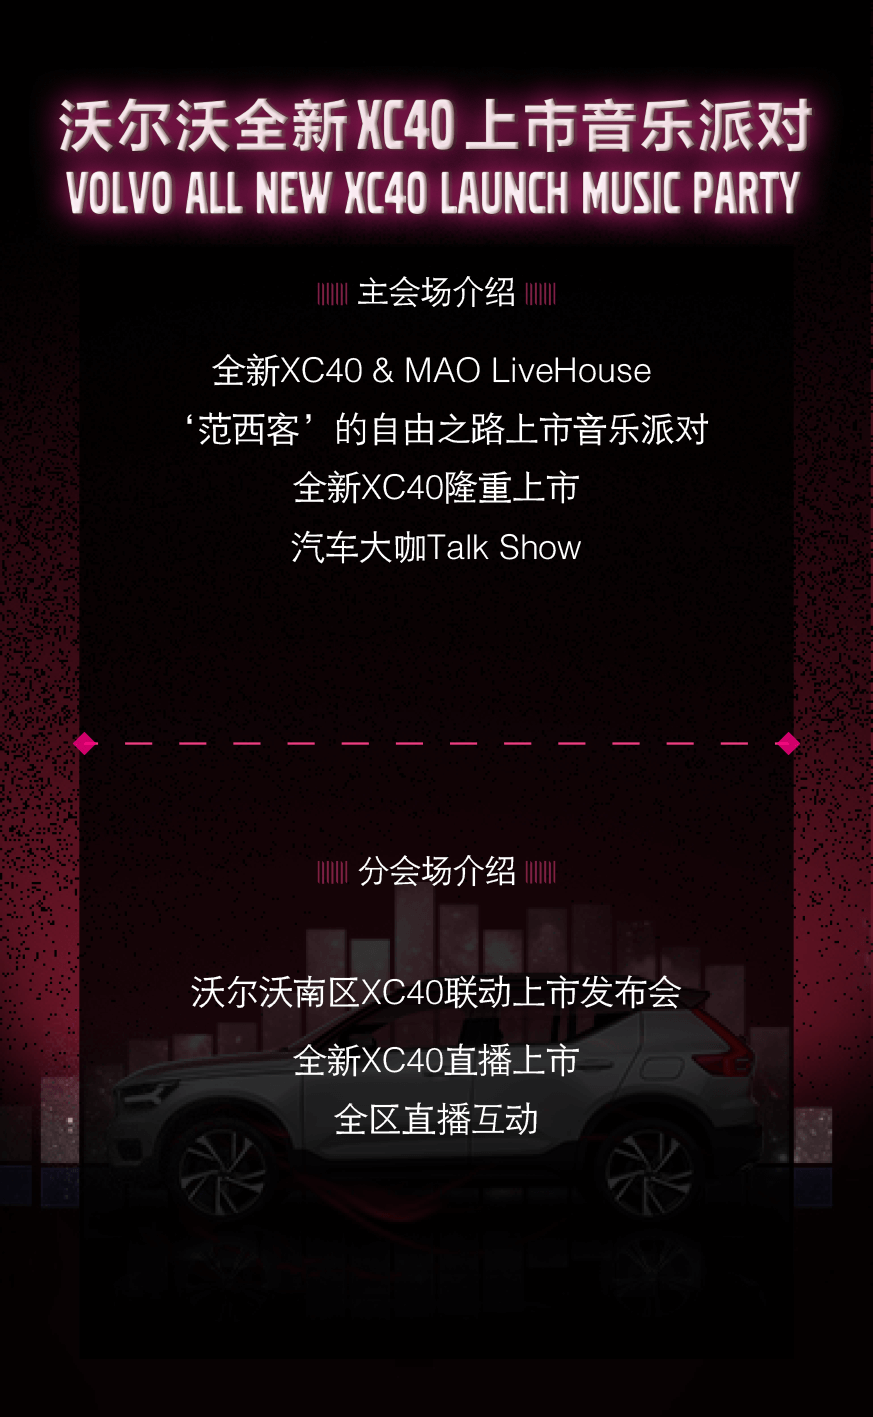 沃尔沃全新XC40上市音乐派对
VOLVO ALL NEW XC40 LAUNCH MUSIC PARTY
主会场介绍
全新XC40 & MAO LiveHouse
‘范西客’的自由之路上市音乐派对
全新XC40隆重上市
汽车大咖Talk Show
分会场介绍
沃尔沃南区XC40联动上市发布会
全新XC40直播上市
全区直播互动